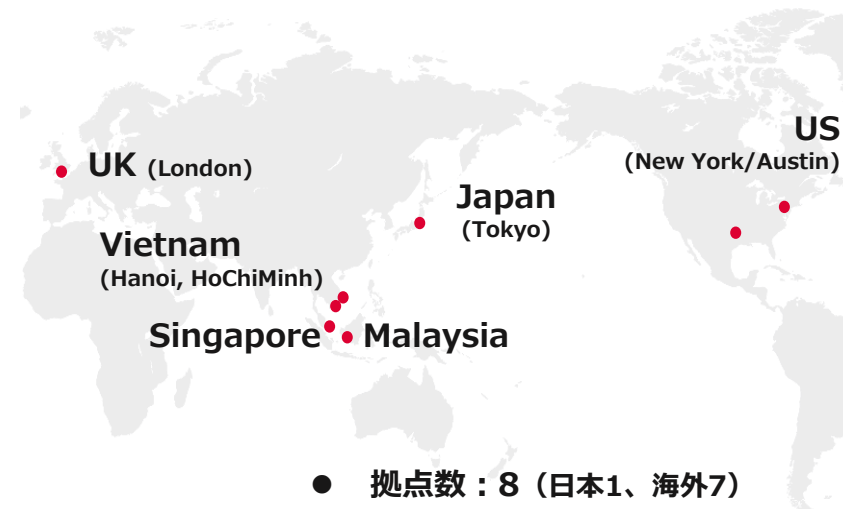 US
(New York/Austin)
UK (London)
Japan
(Tokyo)
Vietnam
(Hanoi, HoChiMinh)
Singapore
Malaysia
● 拠点数：8（日本1、海外7）